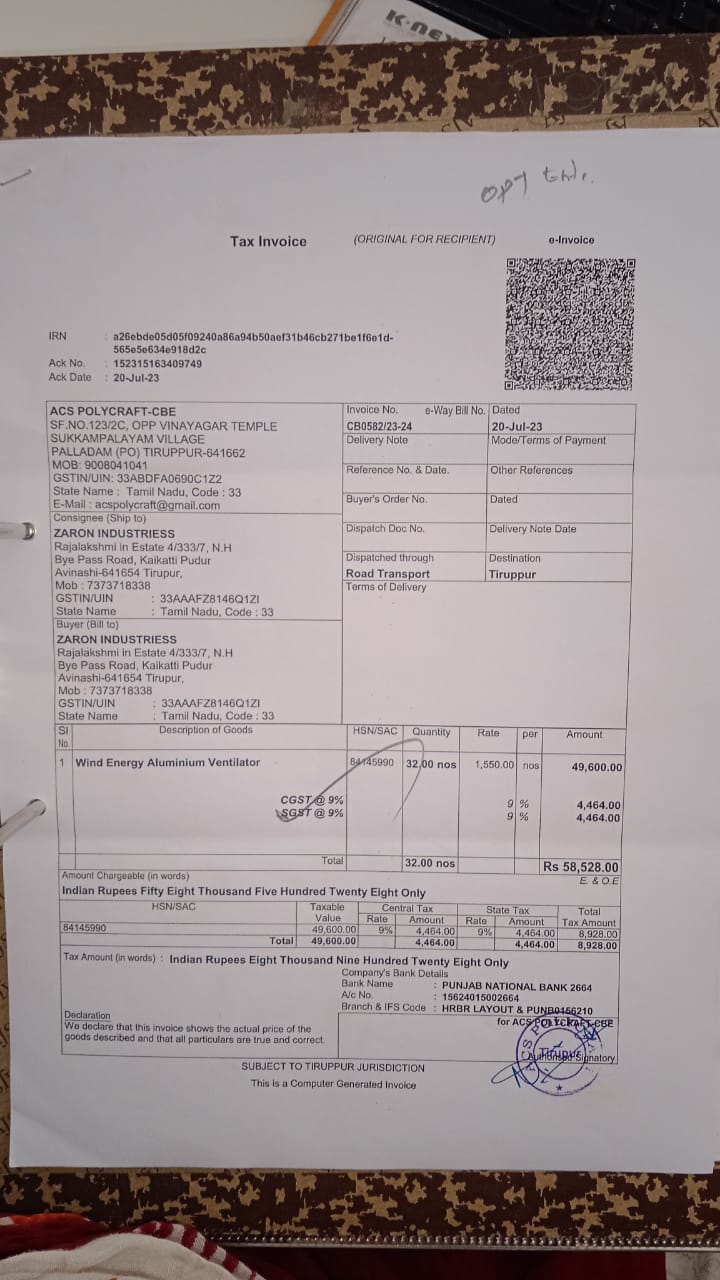 K-nex
opy
Tax Invoice (ORIGINAL FOR RECIPIENT) e-Invoice
IRN : a26ebde05d05f09240a86a94b50aef31b46cb271be1f6e1d-
565e5e634e918d2c
Ack No. : 152315163409749
Ack Date : 20-Jul-23
ACS POLYCRAFT-CBE
SF.NO.123/2C, OPP VINAYAGAR TEMPLE
SUKKAMPALAYAM VILLAGE
PALLADAM (PO) TIRUPPUR-641662
MOB: 9008041041
GSTIN/UIN: 33ABDFA0690C1Z2
State Name : Tamil Nadu, Code : 33
E-Mail : acspolycraft@gmail.com
Invoice No. e-Way Bill No. Dated
CB0582/23-24 20-Jul-23
Delivery Note Mode/Terms of Payment
Reference No. & Date. Other References
Buyer's Order No. Dated
Dispatch Doc No. Delivery Note Date
Dispatched through Destination
Road Transport Tiruppur
Terms of Delivery
Consignee (Ship to)
ZARON INDUSTRIESS
Rajalakshmi in Estate 4/333/7, N.H
Bye Pass Road, Kaikatti Pudur
Avinashi-641654 Tirupur,
Mob : 7373718338
GSTIN/UIN : 33AAAFZ8146Q1ZI
State Name : Tamil Nadu, Code : 33
Buyer (Bill to)
ZARON INDUSTRIESS
Rajalakshmi in Estate 4/333/7, N.H
Bye Pass Road, Kaikatti Pudur
Avinashi-641654 Tirupur,
Mob : 7373718338
GSTIN/UIN : 33AAAFZ8146Q1ZI
State Name : Tamil Nadu, Code : 33
Sl No. Description of Goods HSN/SAC Quantity Rate per Amount
1 Wind Energy Aluminium Ventilator 84145990 32.00 nos 1,550.00 nos 49,600.00
CGST @ 9% 9 % 4,464.00
SGST @ 9% 9 % 4,464.00
Total 32.00 nos Rs 58,528.00
Amount Chargeable (in words) E. & O.E
Indian Rupees Fifty Eight Thousand Five Hundred Twenty Eight Only
HSN/SAC Taxable Value Central Tax State Tax Total Tax Amount
Rate Amount Rate Amount
84145990 49,600.00 9% 4,464.00 9% 4,464.00 8,928.00
Total 49,600.00 4,464.00 4,464.00 8,928.00
Tax Amount (in words) : Indian Rupees Eight Thousand Nine Hundred Twenty Eight Only
Company's Bank Details
Bank Name : PUNJAB NATIONAL BANK 2664
A/c No. : 15624015002664
Branch & IFS Code : HRBR LAYOUT & PUNB0156210
Declaration
We declare that this invoice shows the actual price of the
goods described and that all particulars are true and correct.
for ACS POLYCRAFT-CBE
Authorised Signatory
SUBJECT TO TIRUPPUR JURISDICTION
This is a Computer Generated Invoice